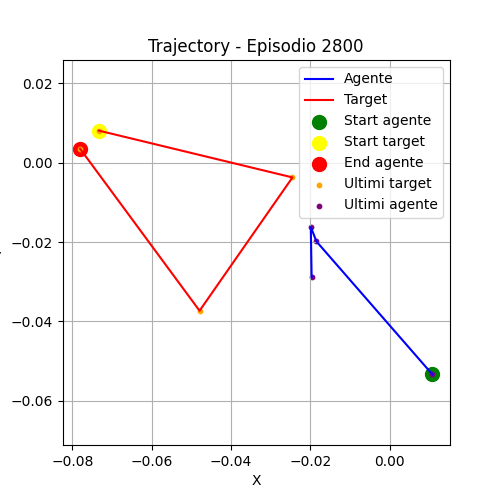 Trajectory - Episodio 2800
Agente
Target
Start agente
Start target
End agente
Ultimi target
Ultimi agente
0.02
0.00
−0.02
−0.04
−0.06
−0.08
−0.06
−0.04
−0.02
0.00
X